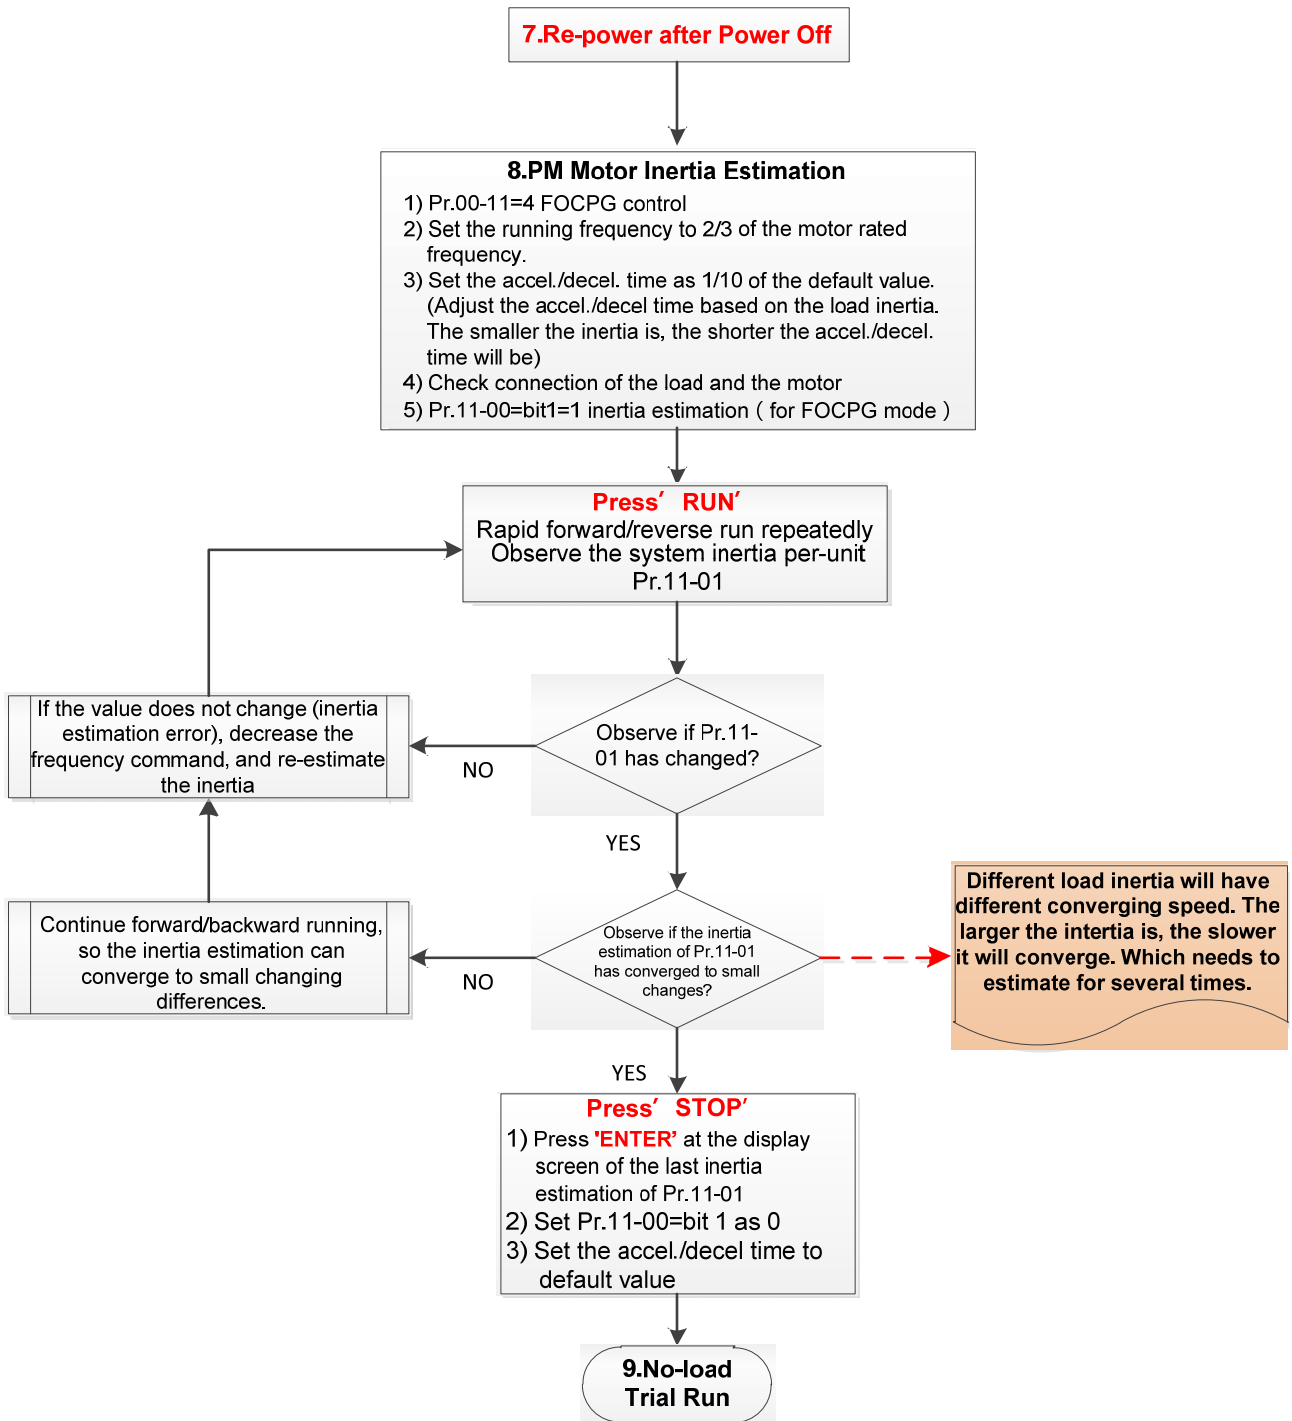 7.Re-power after Power Off
8.PM Motor Inertia Estimation
1) Pr.00-11=4 FOCPG control
2) Set the running frequency to 2/3 of the motor rated
frequency.
3) Set the accel./decel. time as 1/10 of the default value.
(Adjust the accel./decel time based on the load inertia.
The smaller the inertia is, the shorter the accel./decel.
time will be)
4) Check connection of the load and the motor
5) Pr.11-00=bit1=1 inertia estimation ( for FOCPG mode )
Press' RUN'
Rapid forward/reverse run repeatedly
Observe the system inertia per-unit
Pr.11-01
If the value does not change (inertia
estimation error), decrease the
frequency command, and re-estimate
the inertia
Observe if Pr.11-
01 has changed?
NO
YES
Continue forward/backward running,
so the inertia estimation can
converge to small changing
differences.
Observe if the inertia
estimation of Pr.11-01
has converged to small
changes?
NO
Different load inertia will have
different converging speed. The
larger the intertia is, the slower
it will converge. Which needs to
estimate for several times.
YES
Press' STOP'
1) Press 'ENTER' at the display
screen of the last inertia
estimation of Pr.11-01
2) Set Pr.11-00=bit 1 as 0
3) Set the accel./decel time to
default value
9.No-load
Trial Run